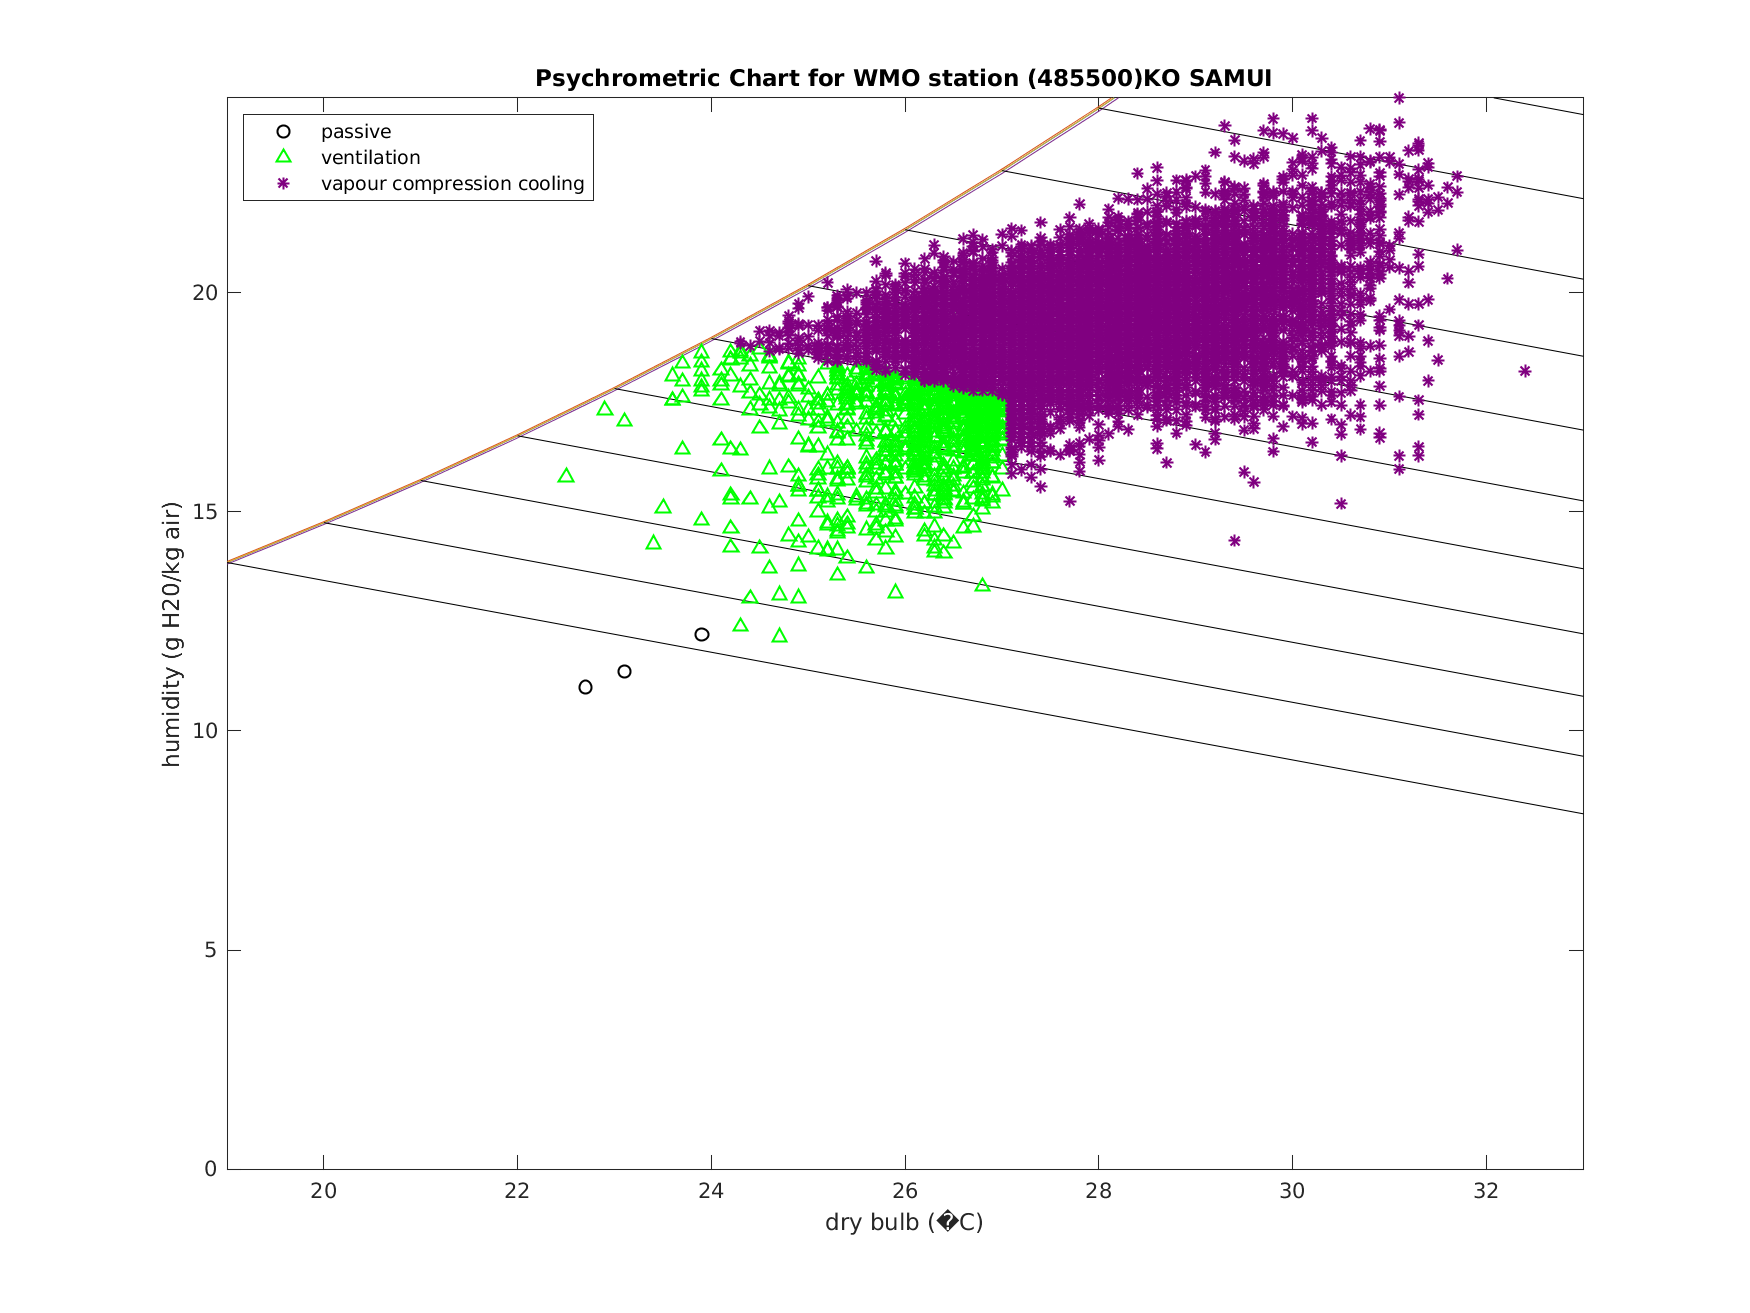 Psychrometric Chart for WMO station (485500)KO SAMUI
passive
ventilation
vapour compression cooling
humidity (g H20/kg air)
20
15
10
5
0
20 22 24 26 28 30 32
dry bulb (�C)